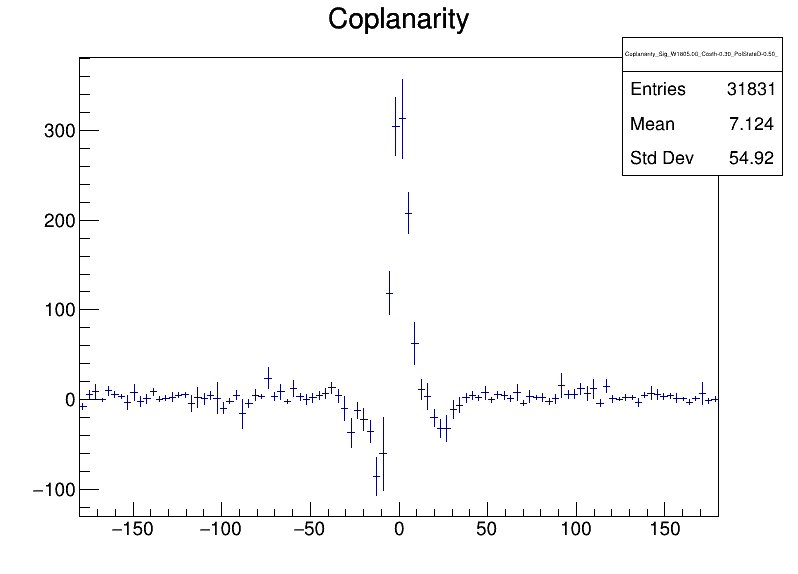 Coplanarity
Coplanarity_Sig_W1605.00_Costh-0.30_PolStateD-0.50_
Entries 31831
Mean 7.124
Std Dev 54.92
300
200
100
0
−100
−150 −100 −50 0 50 100 150